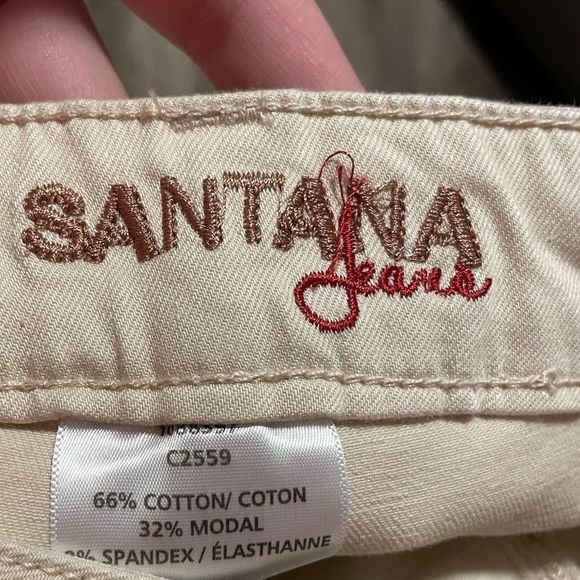 SANTANA
Jeans
C2559
66% COTTON/ COTON
32% MODAL
SPANDEX / ÉLASTHANNE